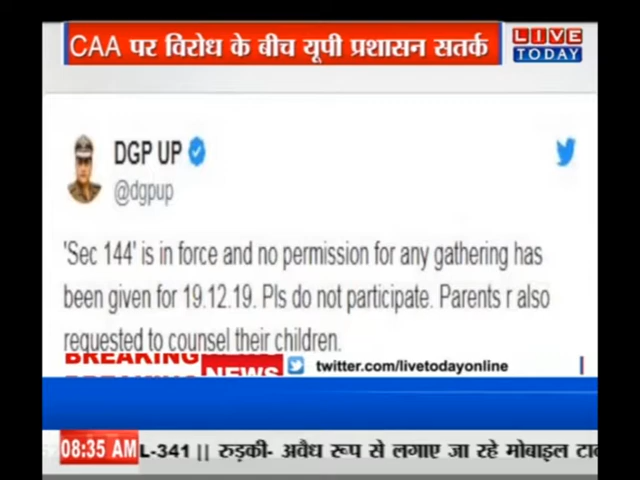 CAA पर विरोध के बीच यूपी प्रशासन सतर्क
LIVE
TODAY
DGP UP
@dgpup
'Sec 144' is in force and no permission for any gathering has
been given for 19.12.19. Pls do not participate. Parents r also
requested to counsel their children.
BREAKING
NEWS
twitter.com/livetodayonline
08:35 AM
L-341 || रुड़की- अवैध रूप से लगाए जा रहे मोबाइल